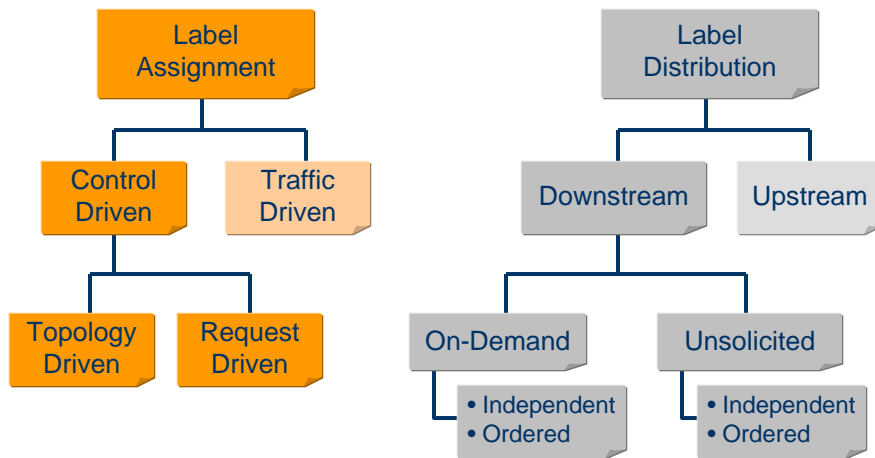 Label
Assignment
Label
Distribution
Control
Driven
Traffic
Driven
Downstream
Upstream
Topology
Driven
Request
Driven
On-Demand
Unsolicited
• Independent
• Ordered
• Independent
• Ordered